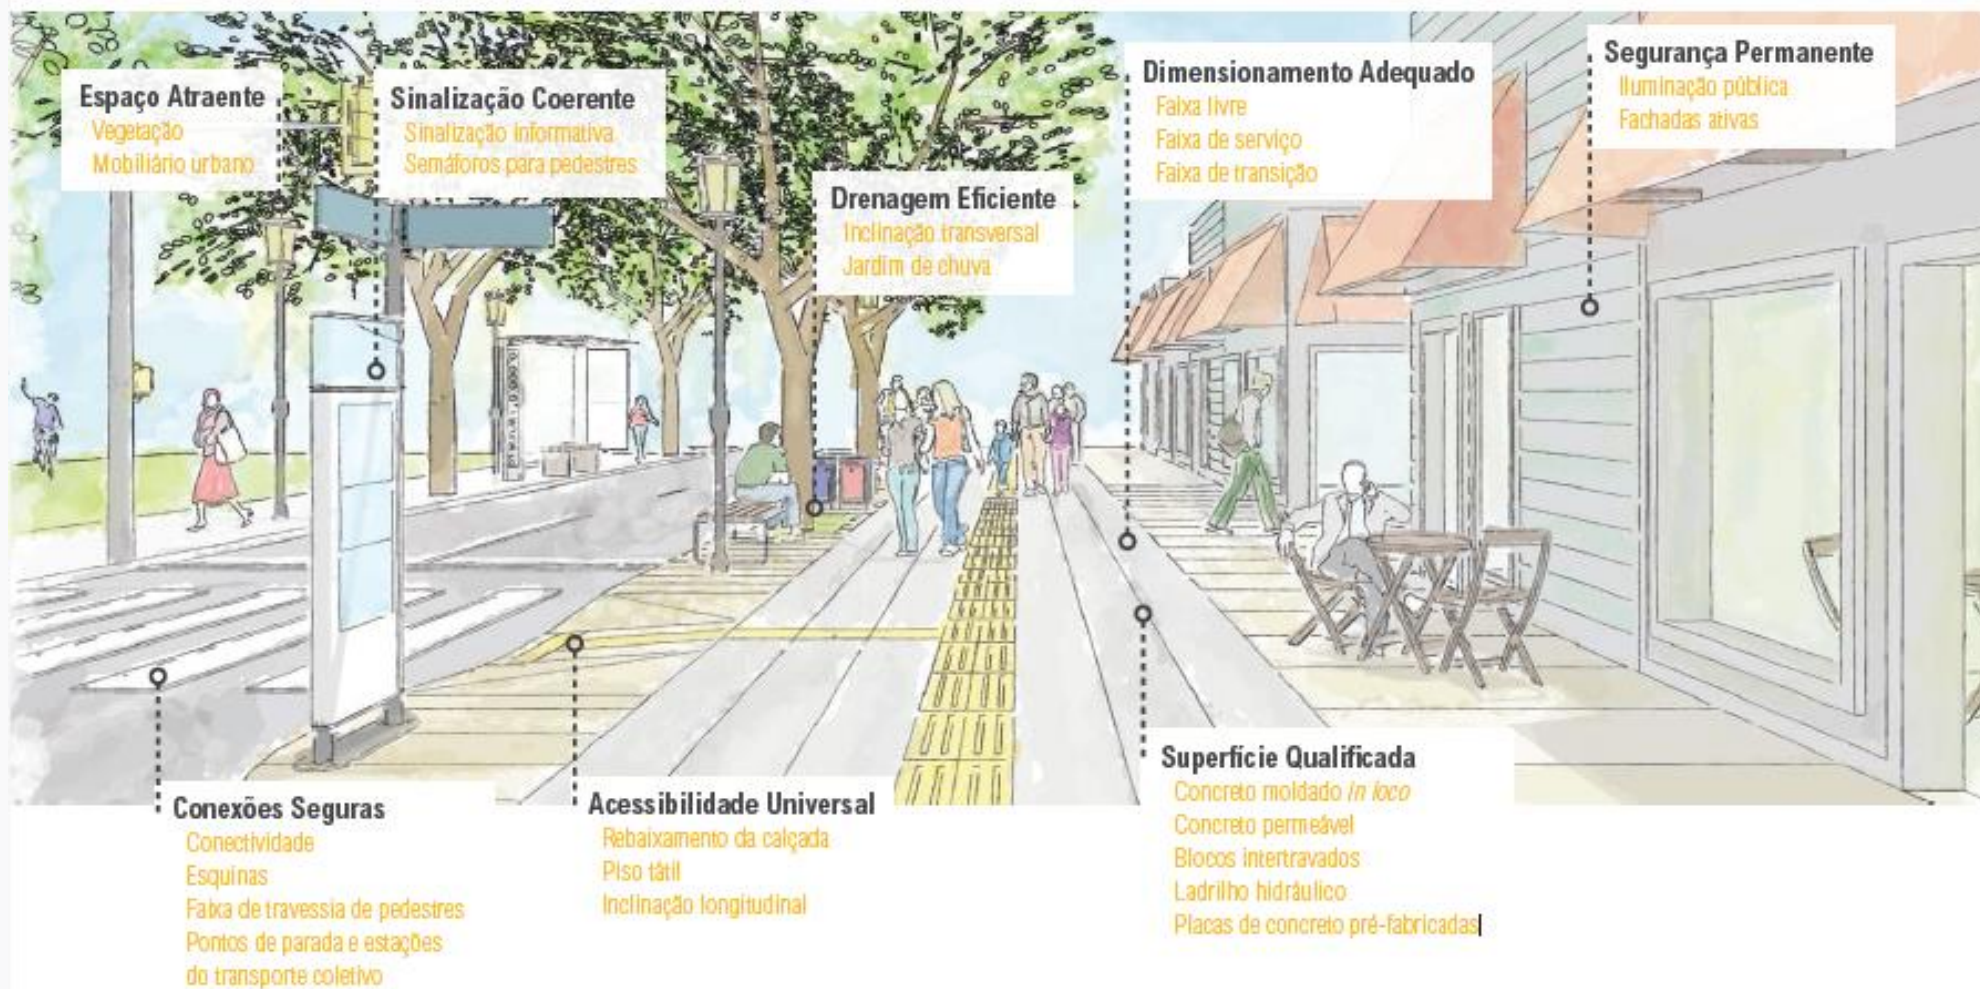 Espaço Atraente
Vegetação
Mobiliário urbano
Sinalização Coerente
Sinalização informativa
Semáforos para pedestres
Drenagem Eficiente
Inclinação transversal
Jardim de chuva
Dimensionamento Adequado
Faixa livre
Faixa de serviço
Faixa de transição
Segurança Permanente
Iluminação pública
Fachadas ativas
Conexões Seguras
Conectividade
Esquinas
Faixa de travessia de pedestres
Pontos de parada e estações
do transporte coletivo
Acessibilidade Universal
Rebaixamento da calçada
Piso tátil
Inclinação longitudinal
Superfície Qualificada
Concreto moldado in loco
Concreto permeável
Blocos intertravados
Ladrilho hidráulico
Placas de concreto pré-fabricadas